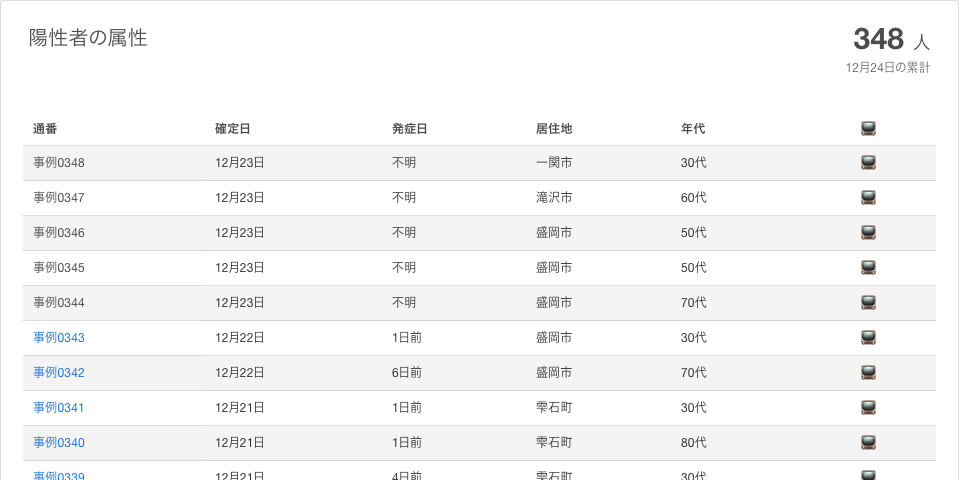 陽性者の属性
348 人
12月24日の累計
通番 確定日 発症日 居住地 年代
事例0348 12月23日 不明 一関市 30代
事例0347 12月23日 不明 滝沢市 60代
事例0346 12月23日 不明 盛岡市 50代
事例0345 12月23日 不明 盛岡市 50代
事例0344 12月23日 不明 盛岡市 70代
事例0343 12月22日 1日前 盛岡市 30代
事例0342 12月22日 6日前 盛岡市 70代
事例0341 12月21日 1日前 雫石町 30代
事例0340 12月21日 1日前 雫石町 80代
事例0339 12月21日 4日前 雫石町 30代